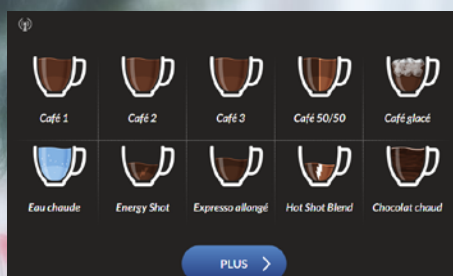 Café 1
Café 2
Café 3
Café 50/50
Café glacé
Eau chaude
Energy Shot
Expresso allongé
Hot Shot Blend
Chocolat chaud
PLUS